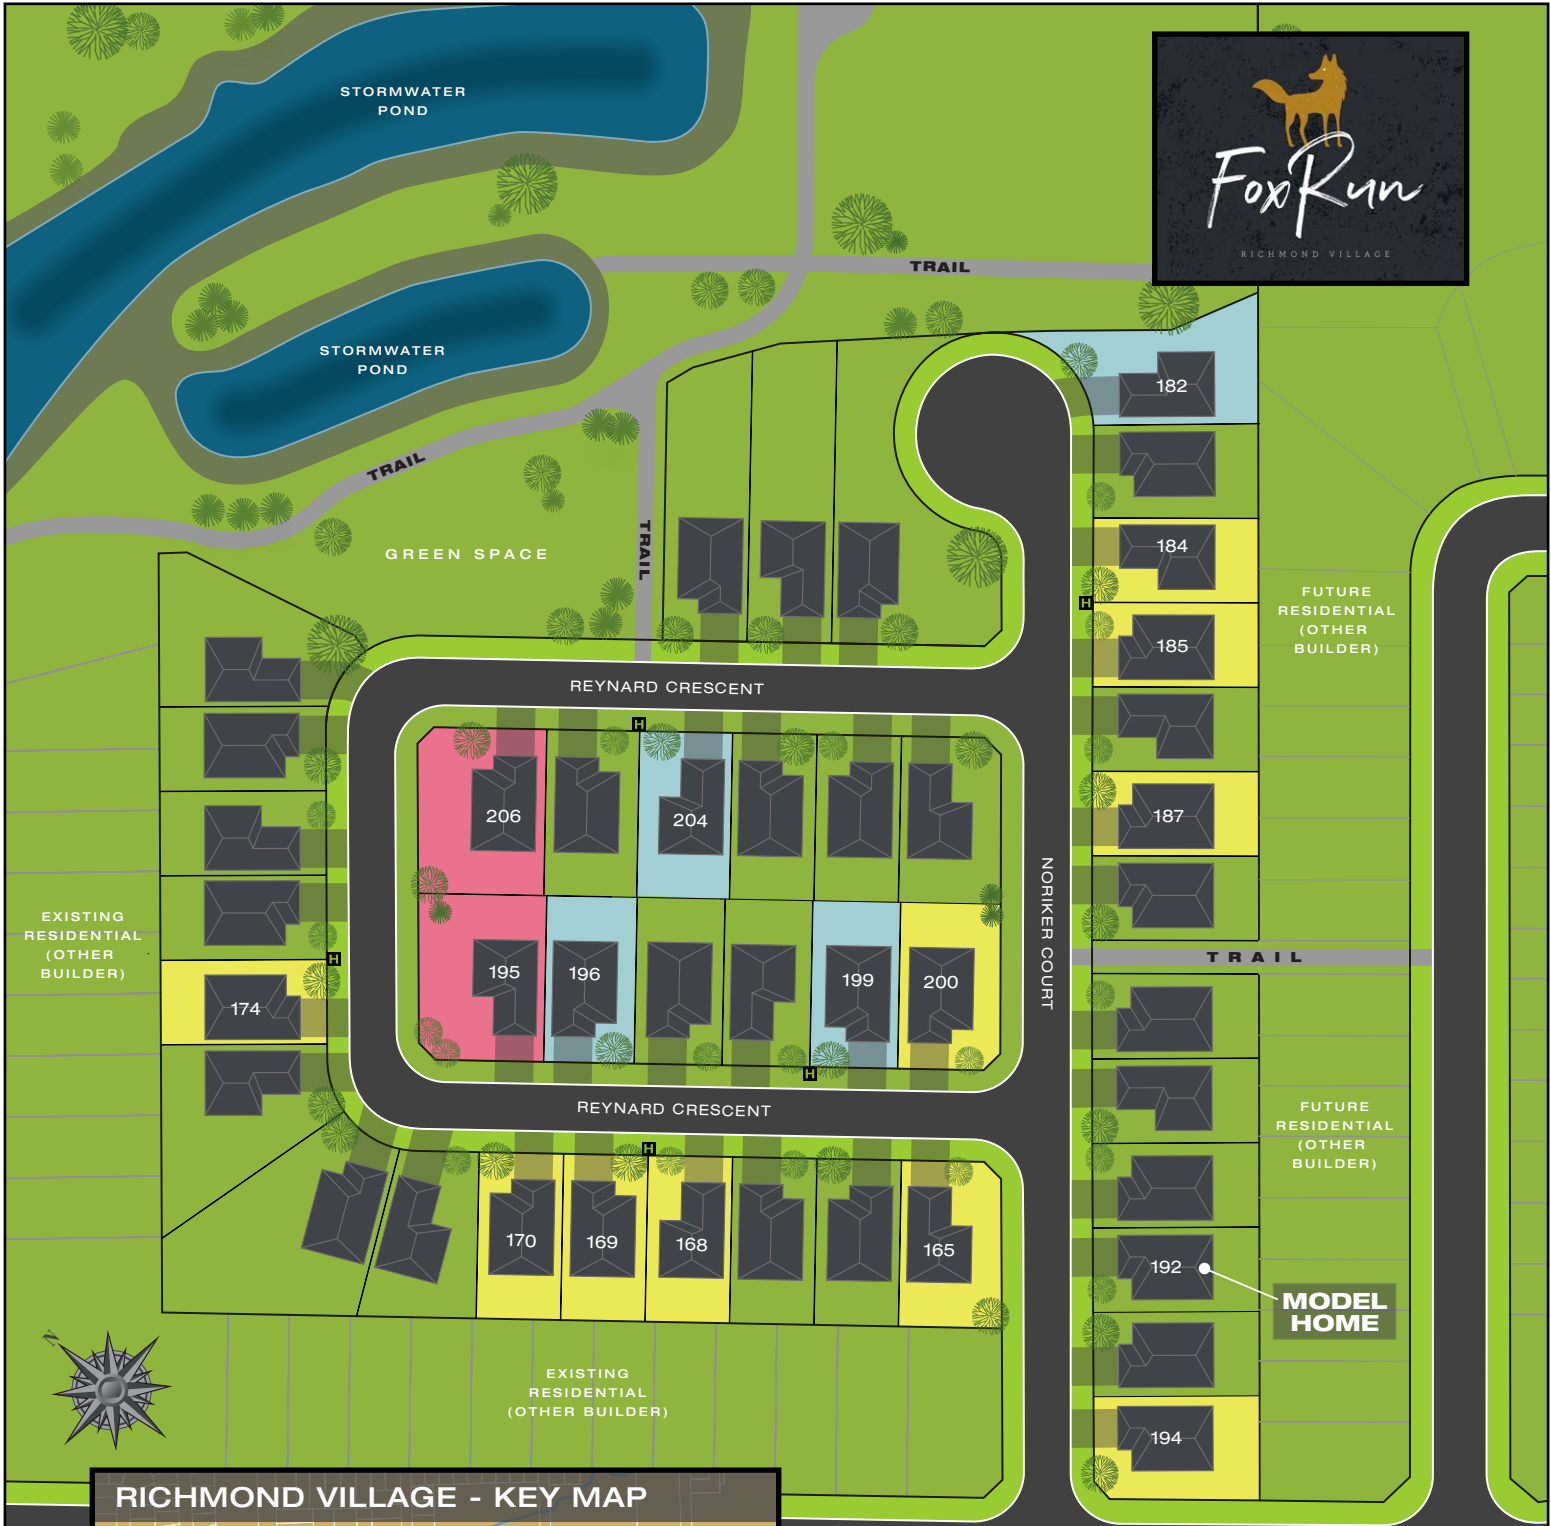 STORMWATER
POND
FoxRun
RICHMOND VILLAGE
TRAIL
STORMWATER
POND
182
TRAIL
GREEN SPACE
TRAIL
184
H
FUTURE
RESIDENTIAL
(OTHER
BUILDER)
185
REYNARD CRESCENT
H
206
204
187
EXISTING
RESIDENTIAL
(OTHER
BUILDER)
H
174
195
196
199
200
NORIKER COURT
TRAIL
H
REYNARD CRESCENT
H
FUTURE
RESIDENTIAL
(OTHER
BUILDER)
170
169
168
165
192
MODEL
HOME
N
EXISTING
RESIDENTIAL
(OTHER BUILDER)
194
RICHMOND VILLAGE - KEY MAP